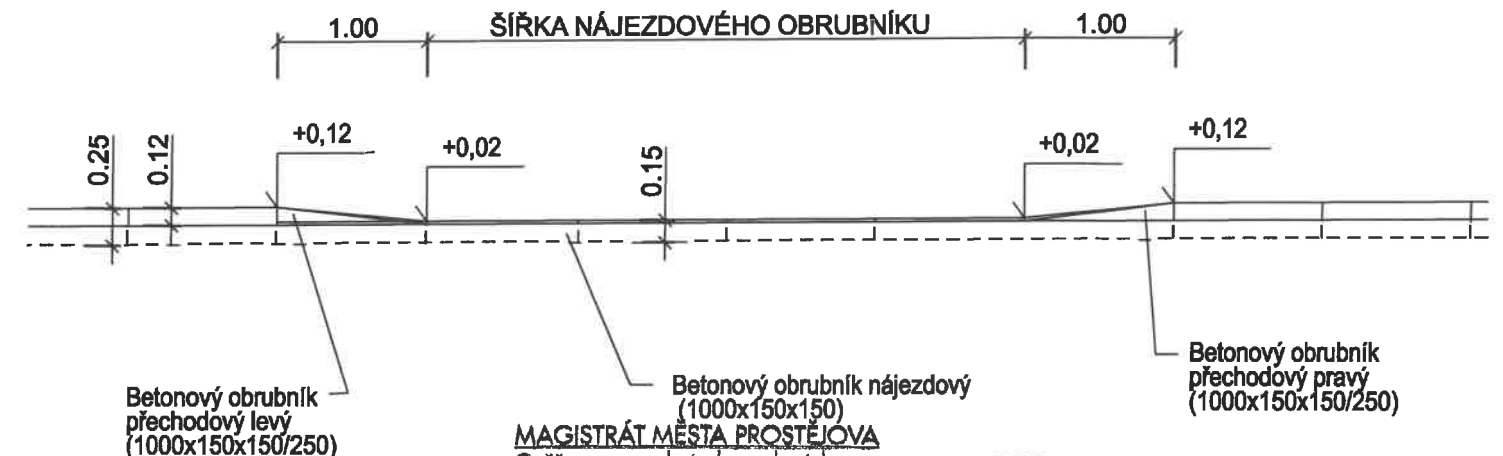 1.00 ŠÍŘKA NÁJEZDOVÉHO OBRUBNÍKU 1.00
0.25 0.12 +0,12 +0,02 0.15 +0,02 +0,12
Betonový obrubník
přechodový levý
(1000x150x150/250)
Betonový obrubník nájezdový
(1000x150x150)
Betonový obrubník
přechodový pravý
(1000x150x150/250)
MAGISTRÁT MĚSTA PROSTĚJOVA